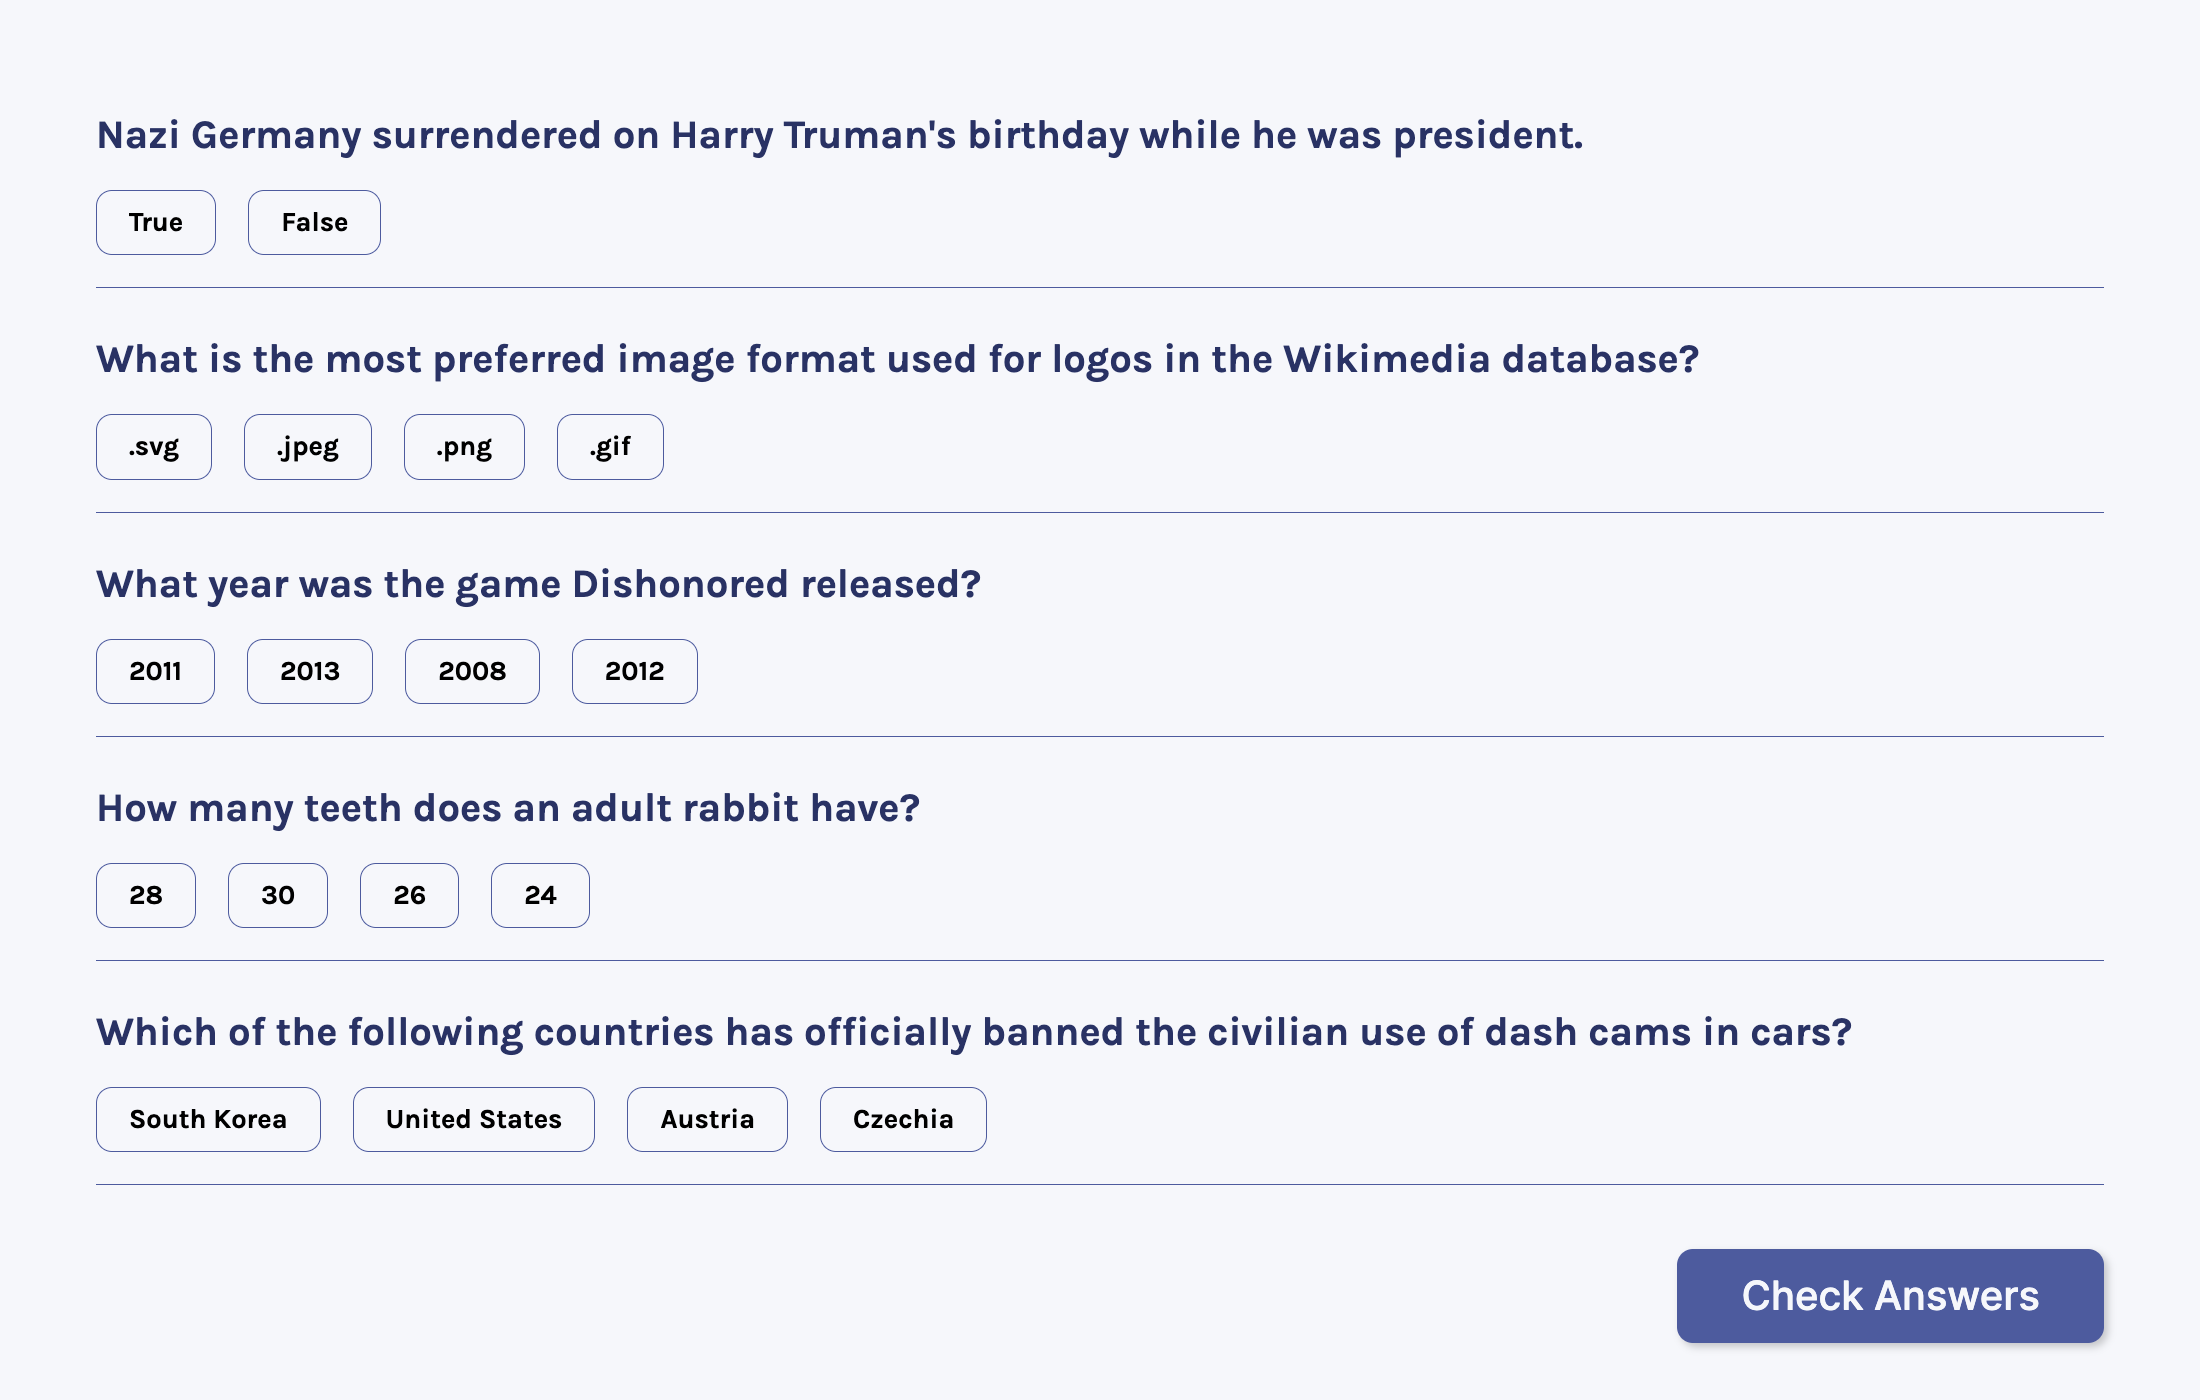 Nazi Germany surrendered on Harry Truman's birthday while he was president.
True False
What is the most preferred image format used for logos in the Wikimedia database?
.svg .jpeg .png .gif
What year was the game Dishonored released?
2011 2013 2008 2012
How many teeth does an adult rabbit have?
28 30 26 24
Which of the following countries has officially banned the civilian use of dash cams in cars?
South Korea United States Austria Czechia
Check Answers